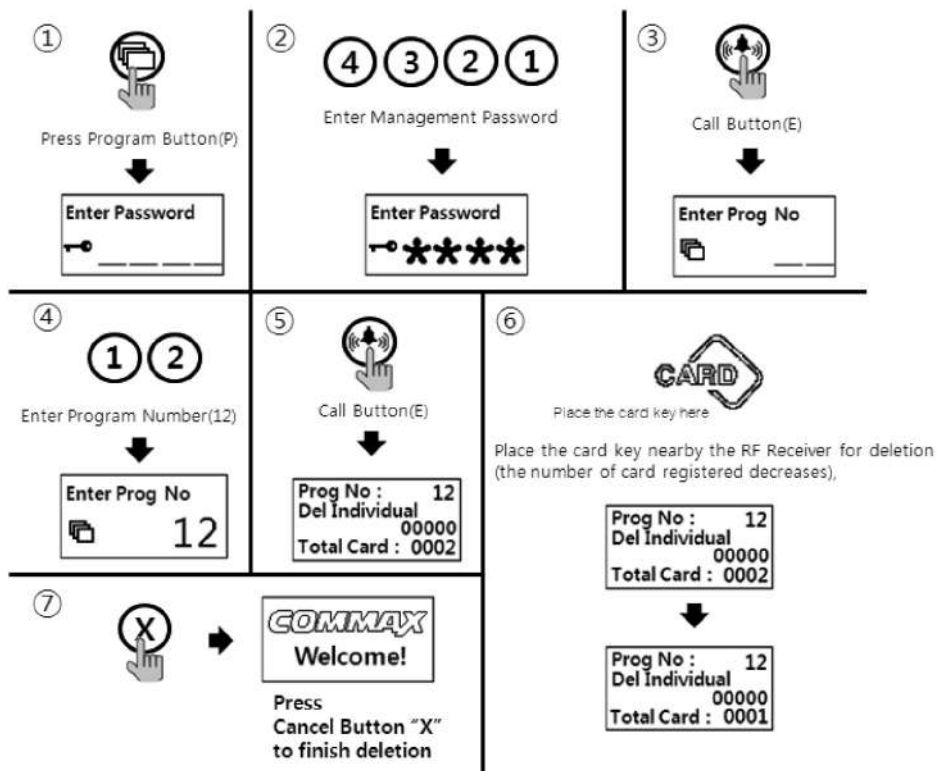 ①
Press Program Button(P)
Enter Password
②
4 3 2 1
Enter Management Password
Enter Password
③
Call Button(E)
Enter Prog No
④
1 2
Enter Program Number(12)
Enter Prog No
12
⑤
Call Button(E)
Prog No : 12
Del Individual
00000
Total Card : 0002
⑥
CARD
Place the card key here
Place the card key nearby the RF Receiver for deletion
(the number of card registered decreases),
Prog No : 12
Del Individual
00000
Total Card : 0002
Prog No : 12
Del Individual
00000
Total Card : 0001
⑦
X
COMMAX
Welcome!
Press
Cancel Button “X”
to finish deletion